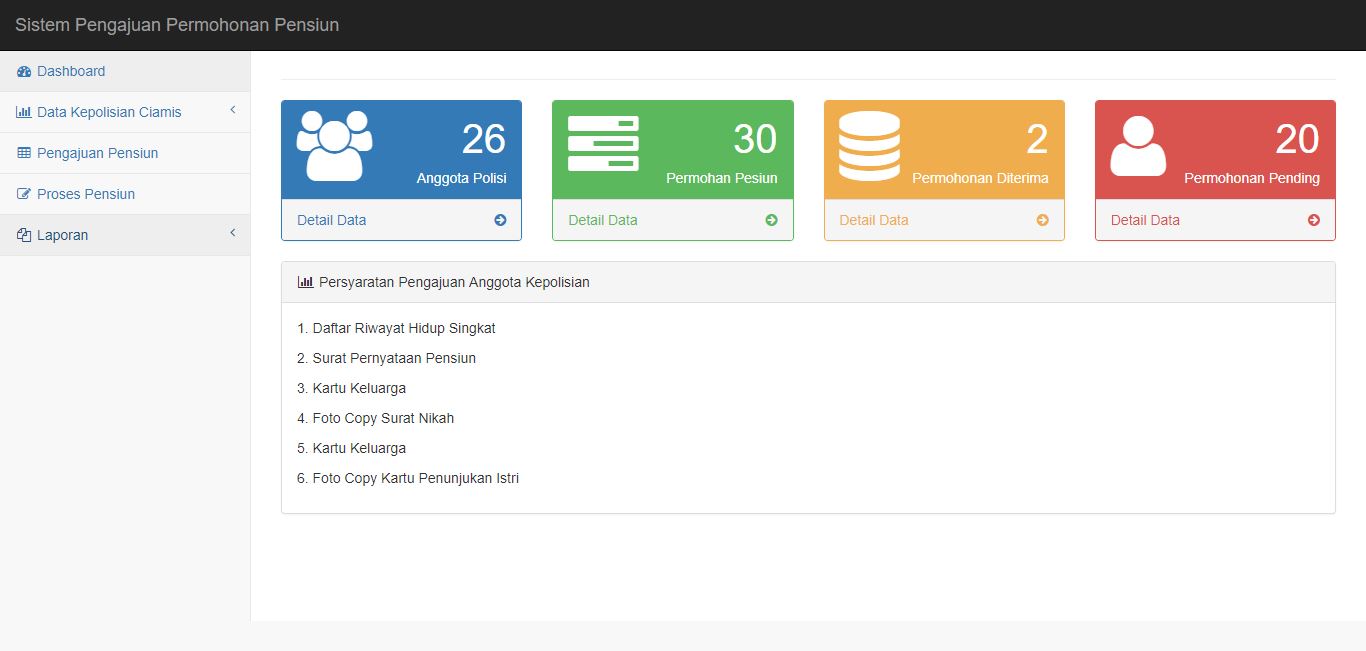 Sistem Pengajuan Permohonan Pensiun
Dashboard
Data Kepolisian Ciamis
Pengajuan Pensiun
Proses Pensiun
Laporan
26
Anggota Polisi
Detail Data
30
Permohan Pesiun
Detail Data
2
Permohonan Diterima
Detail Data
20
Permohonan Pending
Detail Data
Persyaratan Pengajuan Anggota Kepolisian
1. Daftar Riwayat Hidup Singkat
2. Surat Pernyataan Pensiun
3. Kartu Keluarga
4. Foto Copy Surat Nikah
5. Kartu Keluarga
6. Foto Copy Kartu Penunjukan Istri